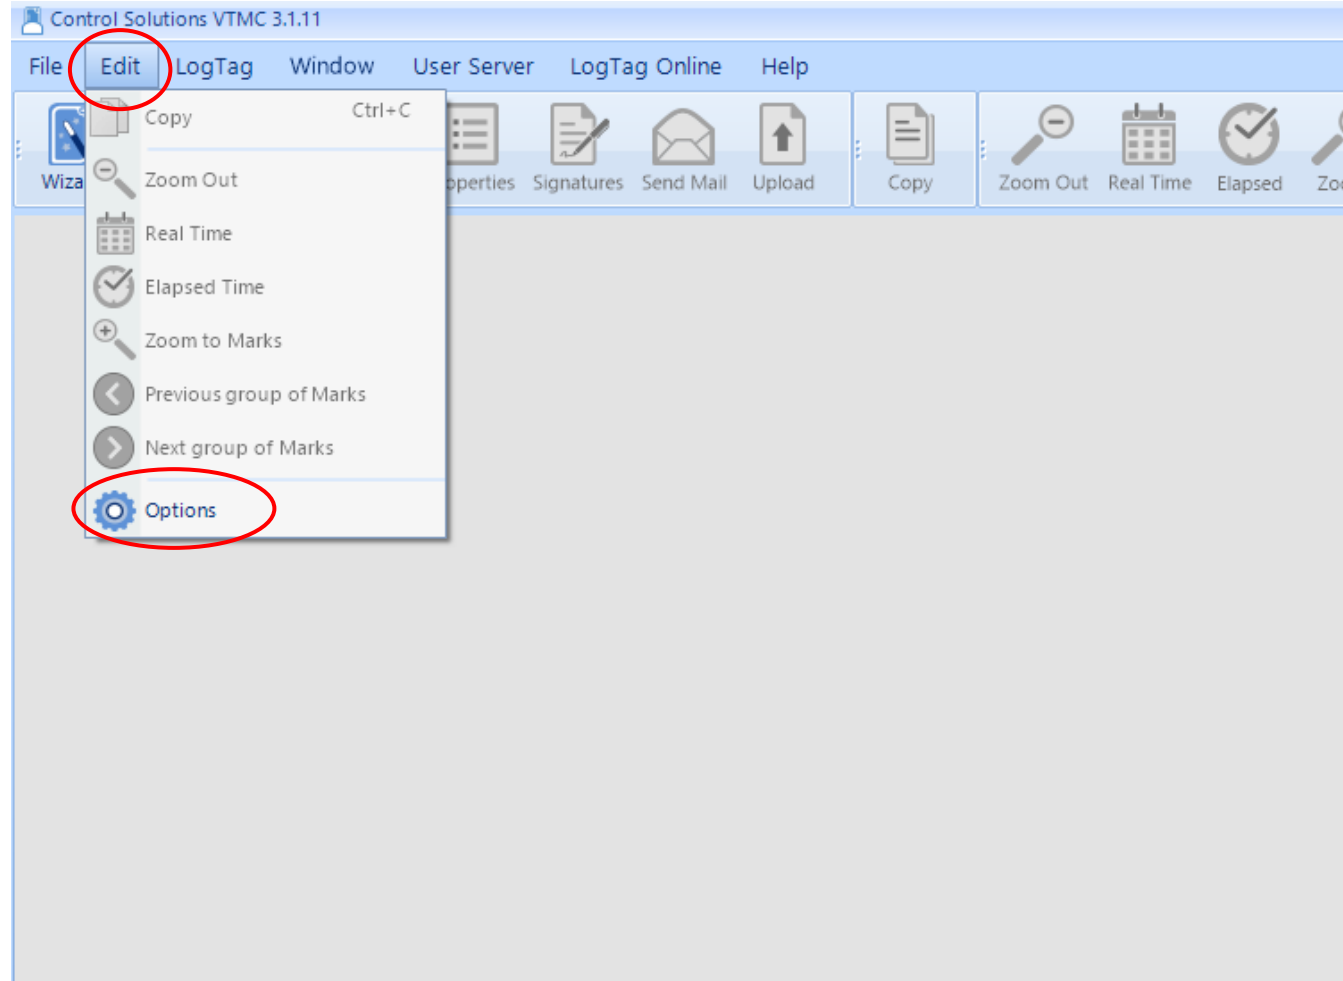 Control Solutions VTMC 3.1.11
File Edit LogTag Window User Server LogTag Online Help
Signatures Send Mail Upload Copy Zoom Out Real Time Elapsed
Copy Ctrl+C
Zoom Out
Real Time
Elapsed Time
Zoom to Marks
Previous group of Marks
Next group of Marks
Options